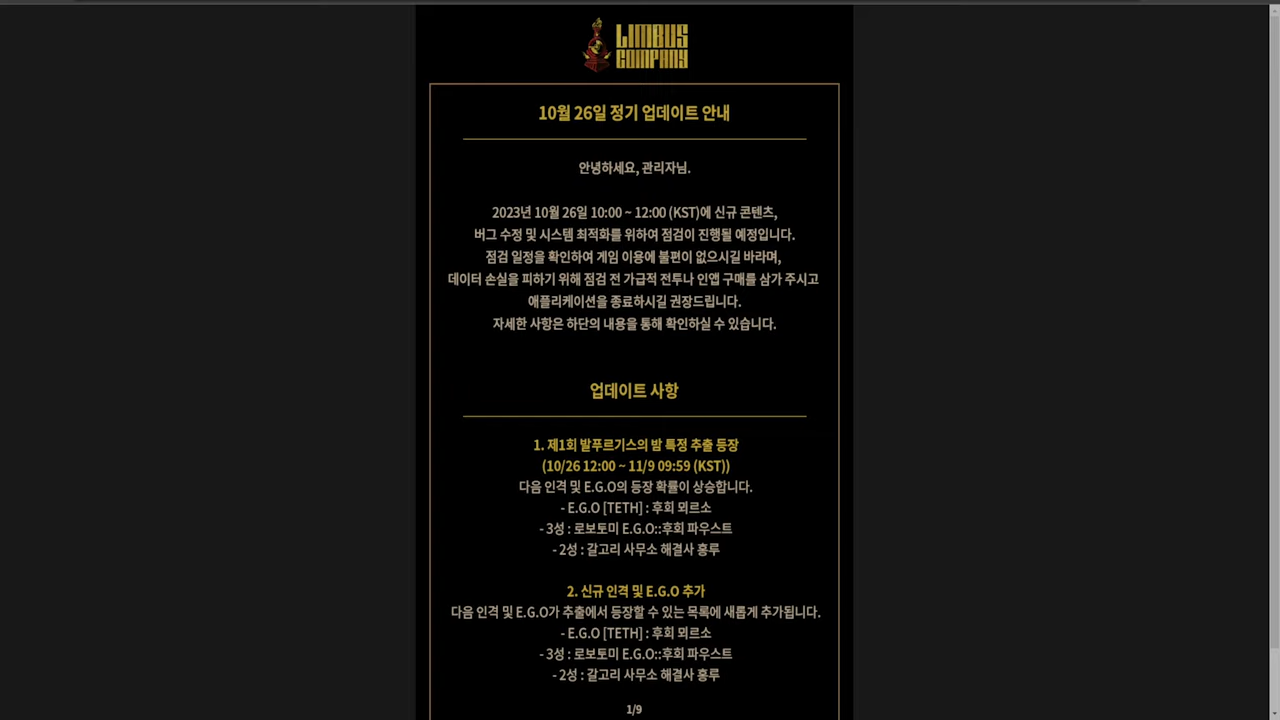 LIMBUS
COMPANY
10월 26일 정기 업데이트 안내
안녕하세요, 관리자님.
2023년 10월 26일 10:00 ~ 12:00 (KST)에 신규 콘텐츠,
버그 수정 및 시스템 최적화를 위하여 점검이 진행될 예정입니다.
점검 일정을 확인하여 게임 이용에 불편이 없으시길 바라며,
데이터 손실을 피하기 위해 점검 전 가급적 전투나 인앱 구매를 삼가 주시고
애플리케이션을 종료하시길 권장드립니다.
자세한 사항은 하단의 내용을 통해 확인하실 수 있습니다.
업데이트 사항
1. 제1회 발푸르기스의 밤 특정 추출 등장
(10/26 12:00 ~ 11/9 09:59 (KST))
다음 인격 및 E.G.O의 등장 확률이 상승합니다.
- E.G.O [TETH] : 후회 뫼르소
- 3성 : 로보토미 E.G.O::후회 파우스트
- 2성 : 갈고리 사무소 해결사 홍루
2. 신규 인격 및 E.G.O 추가
다음 인격 및 E.G.O가 추출에서 등장할 수 있는 목록에 새롭게 추가됩니다.
- E.G.O [TETH] : 후회 뫼르소
- 3성 : 로보토미 E.G.O::후회 파우스트
- 2성 : 갈고리 사무소 해결사 홍루
1/9